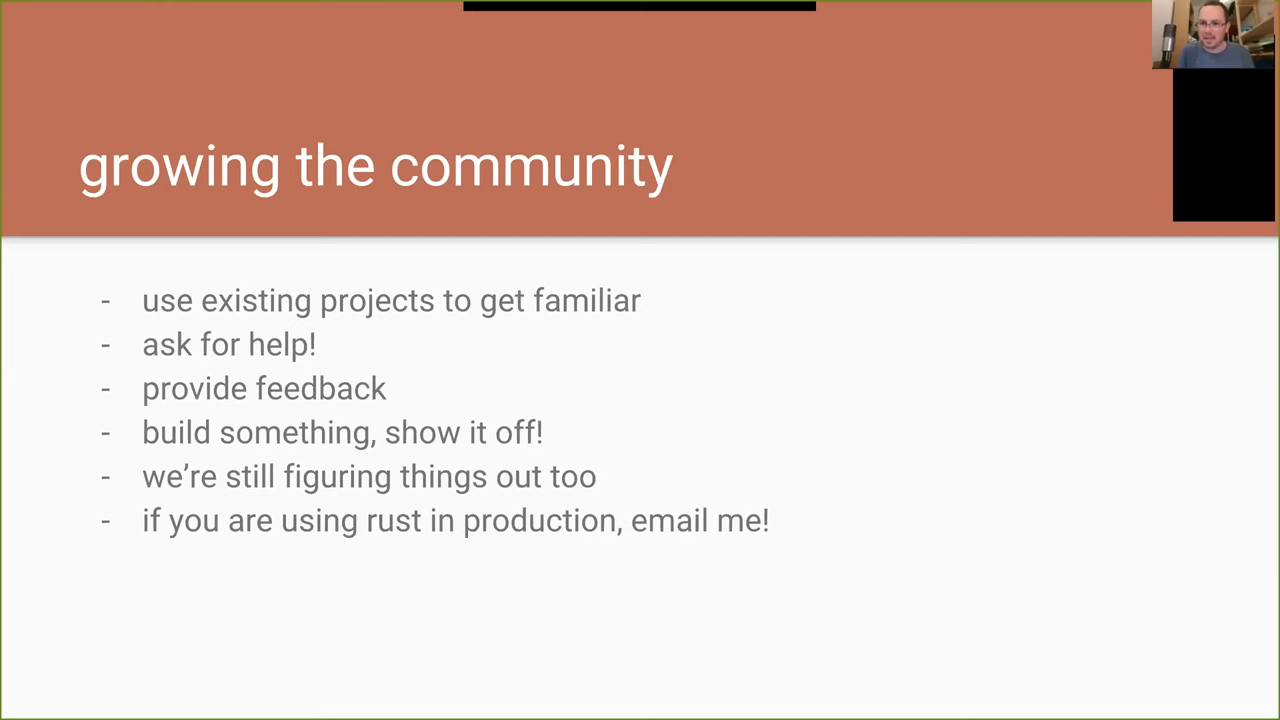 growing the community
- use existing projects to get familiar
- ask for help!
- provide feedback
- build something, show it off!
- we’re still figuring things out too
- if you are using rust in production, email me!